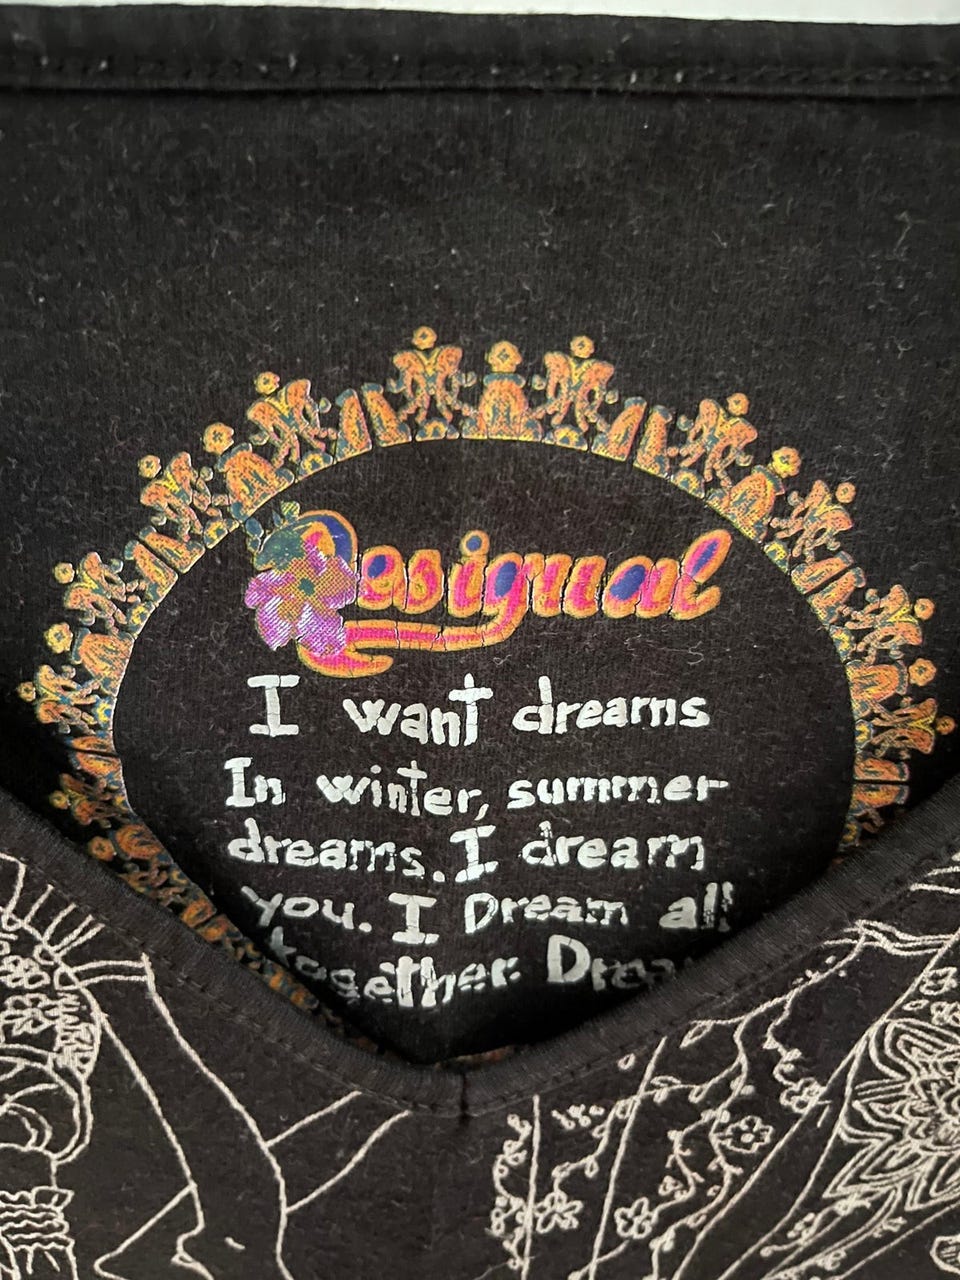 Desigual
I want dreams
In winter, summer
dreams. I dream
you. I Dream all
together